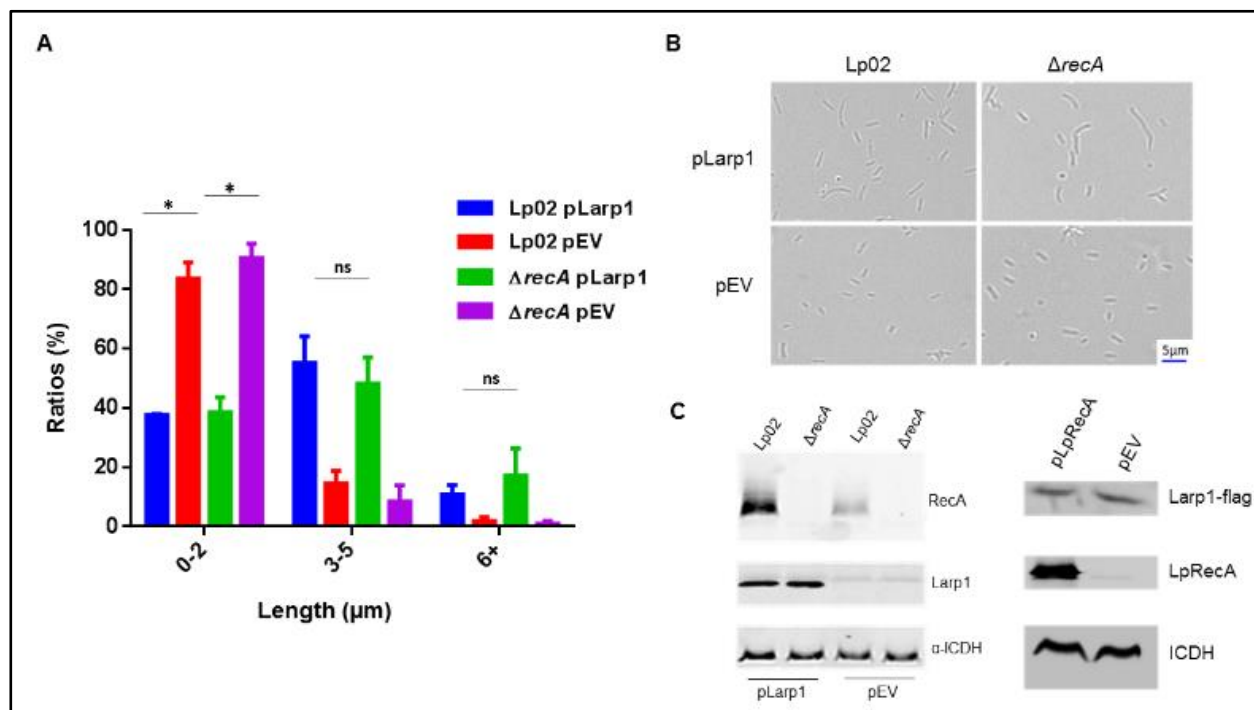 A
Ratios (%)
100
80
60
40
20
0
*
*
ns
ns
Lp02 pLarp1
Lp02 pEV
ΔrecA pLarp1
ΔrecA pEV
0-2
3-5
6+
Length (µm)
B
Lp02 ΔrecA
pLarp1
pEV
5µm
C
Lp02 ΔrecA Lp02 ΔrecA
RecA
Larp1
α-ICDH
pLarp1 pEV
pLpRecA pEV
Larp1-flag
LpRecA
ICDH